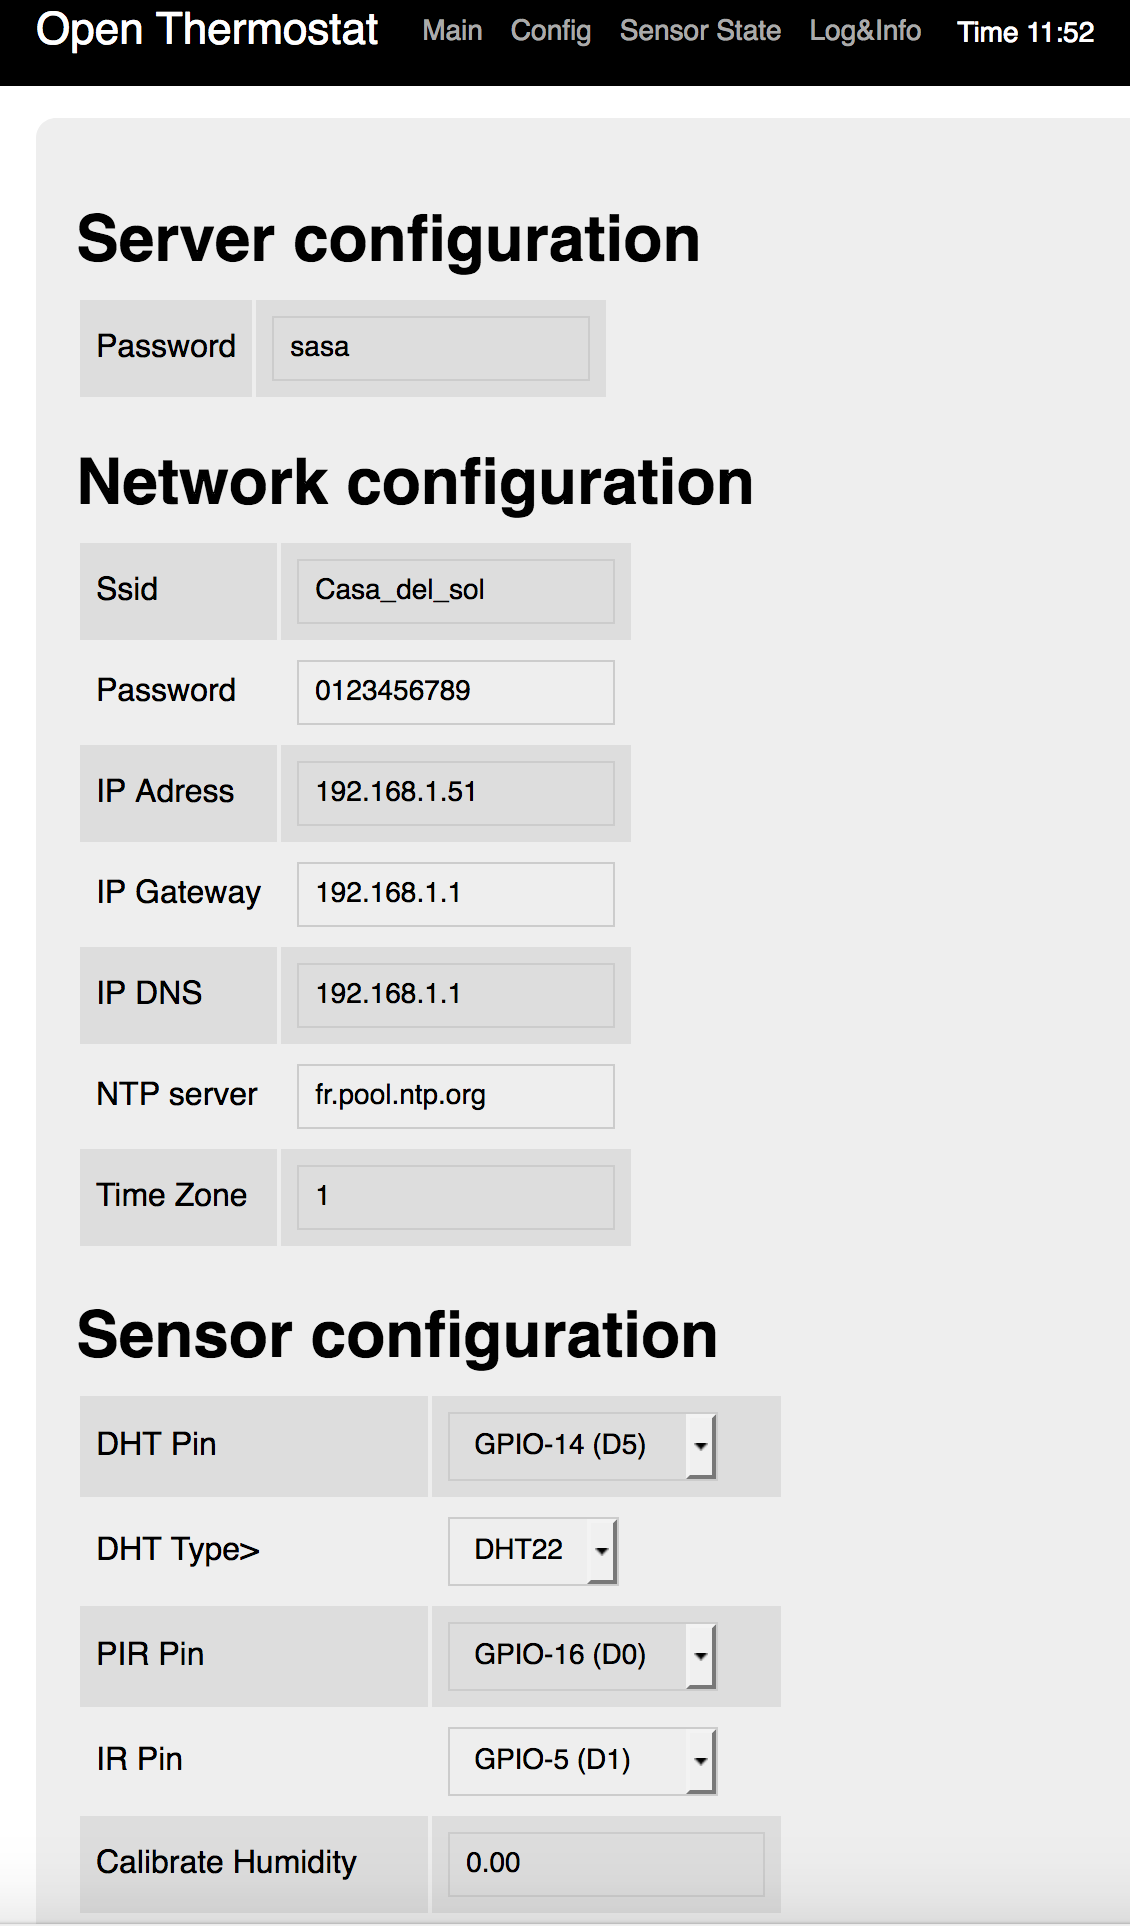 Open Thermostat Main Config Sensor State Log&Info Time 11:52
Server configuration
Password sasa
Network configuration
Ssid Casa_del_sol
Password 0123456789
IP Adress 192.168.1.51
IP Gateway 192.168.1.1
IP DNS 192.168.1.1
NTP server fr.pool.ntp.org
Time Zone 1
Sensor configuration
DHT Pin GPIO-14 (D5)
DHT Type> DHT22
PIR Pin GPIO-16 (D0)
IR Pin GPIO-5 (D1)
Calibrate Humidity 0.00